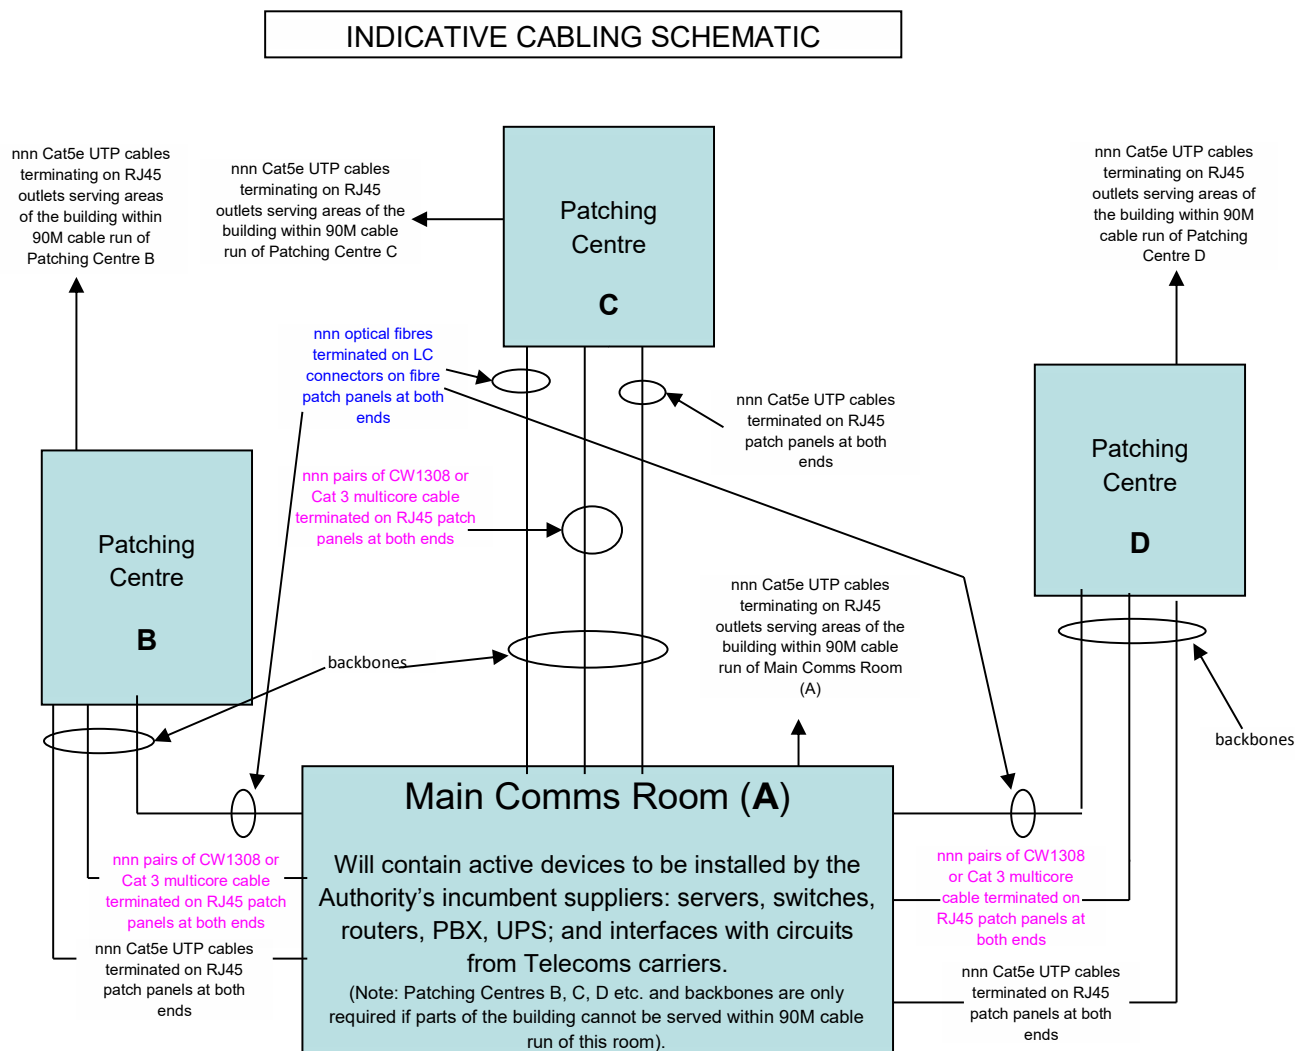 INDICATIVE CABLING SCHEMATIC
nnn Cat5e UTP cables
terminating on RJ45
outlets serving areas
of the building within
90M cable run of
Patching Centre B
nnn Cat5e UTP cables
terminating on RJ45
outlets serving areas of the
building within 90M cable
run of Patching Centre C
Patching
Centre
C
nnn Cat5e UTP cables
terminating on RJ45
outlets serving areas of
the building within 90M
cable run of Patching
Centre D
nnn optical fibres
terminated on LC
connectors on fibre
patch panels at both
ends
nnn Cat5e UTP cables
terminated on RJ45
patch panels at both
ends
Patching
Centre
D
nnn pairs of CW1308 or
Cat 3 multicore cable
terminated on RJ45 patch
panels at both ends
Patching
Centre
B
nnn Cat5e UTP cables
terminating on RJ45
outlets serving areas of the
building within 90M cable
run of Main Comms Room
(A)
backbones
backbones
Main Comms Room (A)
Will contain active devices to be installed by the
Authority’s incumbent suppliers: servers, switches,
routers, PBX, UPS; and interfaces with circuits
from Telecoms carriers.
(Note: Patching Centres B, C, D etc. and backbones are only
required if parts of the building cannot be served within 90M cable
run of this room).
nnn pairs of CW1308 or
Cat 3 multicore cable
terminated on RJ45 patch
panels at both ends
nnn Cat5e UTP cables
terminated on RJ45
patch panels at both
ends
nnn pairs of CW1308
or Cat 3 multicore
cable terminated on
RJ45 patch panels at
both ends
nnn Cat5e UTP cables
terminated on RJ45
patch panels at both
ends